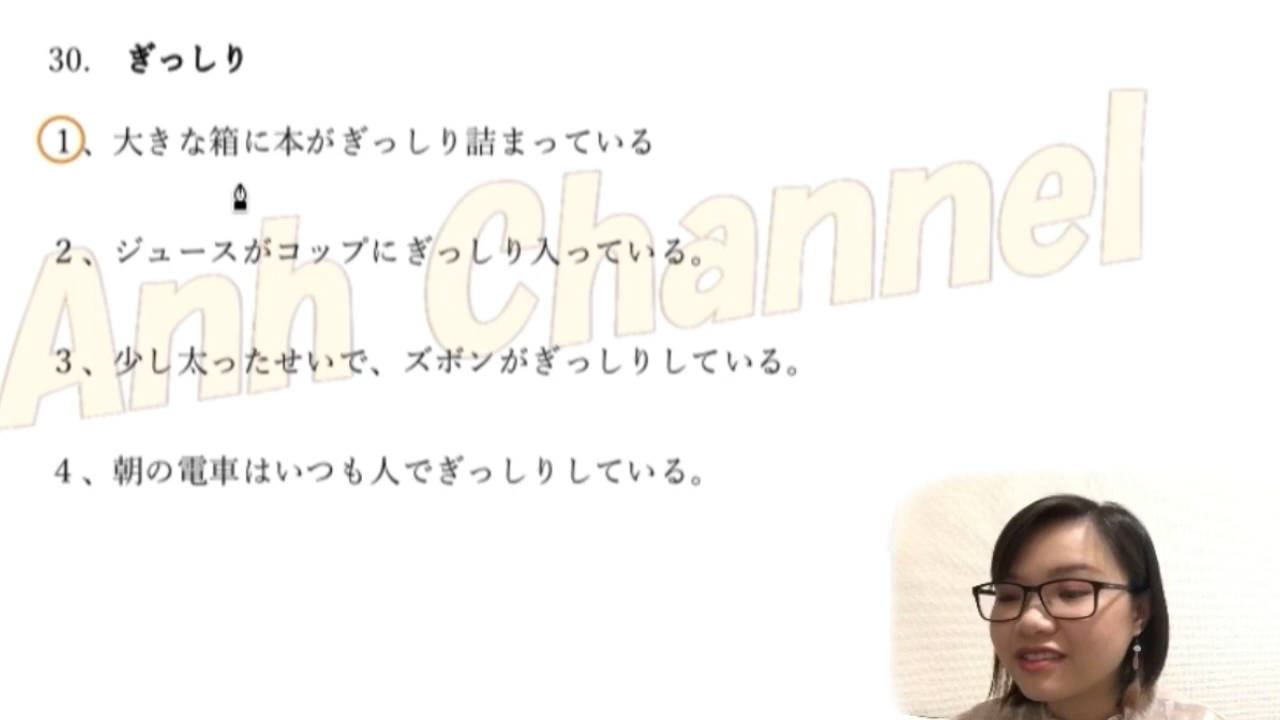 30. ぎっしり
1、大きな箱に本がぎっしり詰まっている
2、ジュースがコップにぎっしり入っている。
3、少し太ったせいで、ズボンがぎっしりしている。
4、朝の電車はいつも人でぎっしりしている。
Anh Channel